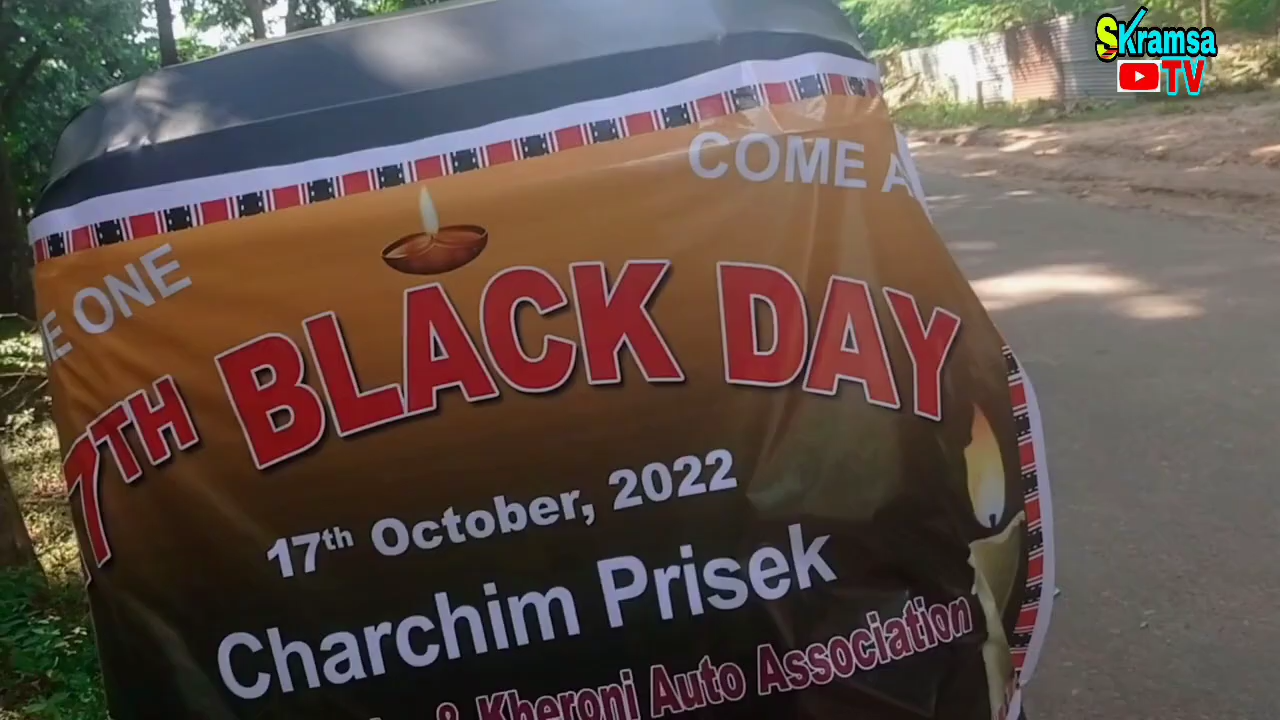 SKramsa
TV
COME A
E ONE
7TH BLACK DAY
17th October, 2022
Charchim Prisek
& Kheroni Auto Association